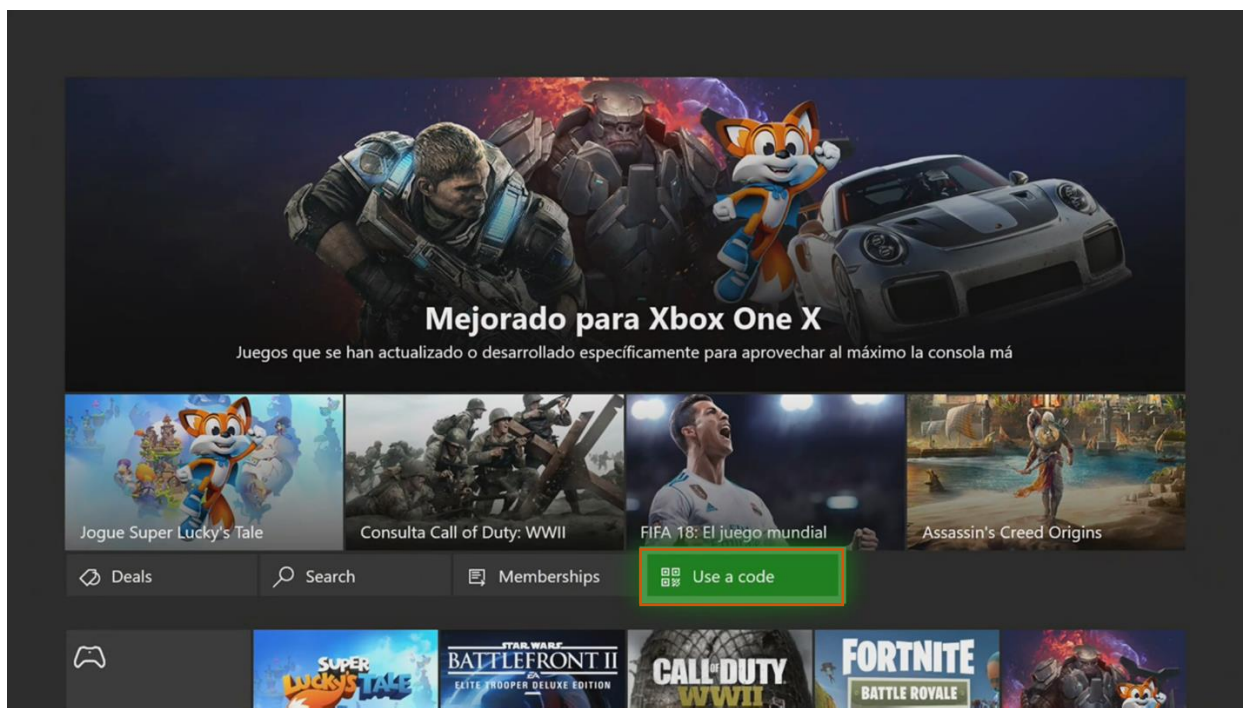 Mejorado para Xbox One X
Juegos que se han actualizado o desarrollado específicamente para aprovechar al máximo la consola má
Jogue Super Lucky's Tale
Consulta Call of Duty: WWII
FIFA 18: El juego mundial
Assassin's Creed Origins
Deals
Search
Memberships
Use a code
SUPER
LUCKY'S TALE
STAR WARS
BATTLEFRONT II
EA
ELITE TROOPER DELUXE EDITION
CALL OF DUTY
WWII
FORTNITE
BATTLE ROYALE